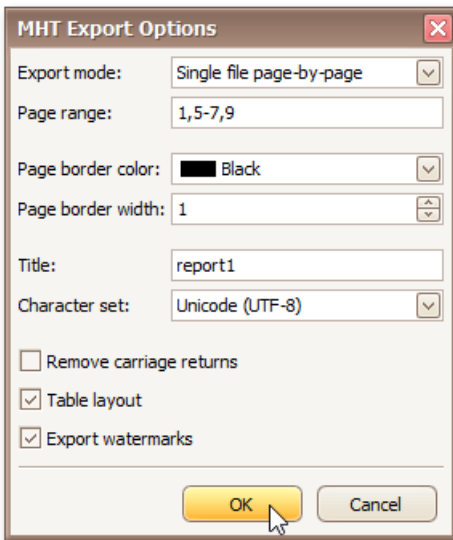 MHT Export Options
Export mode: Single file page-by-page
Page range: 1,5-7,9
Page border color: Black
Page border width: 1
Title: report1
Character set: Unicode (UTF-8)
Remove carriage returns
Table layout
Export watermarks
OK Cancel